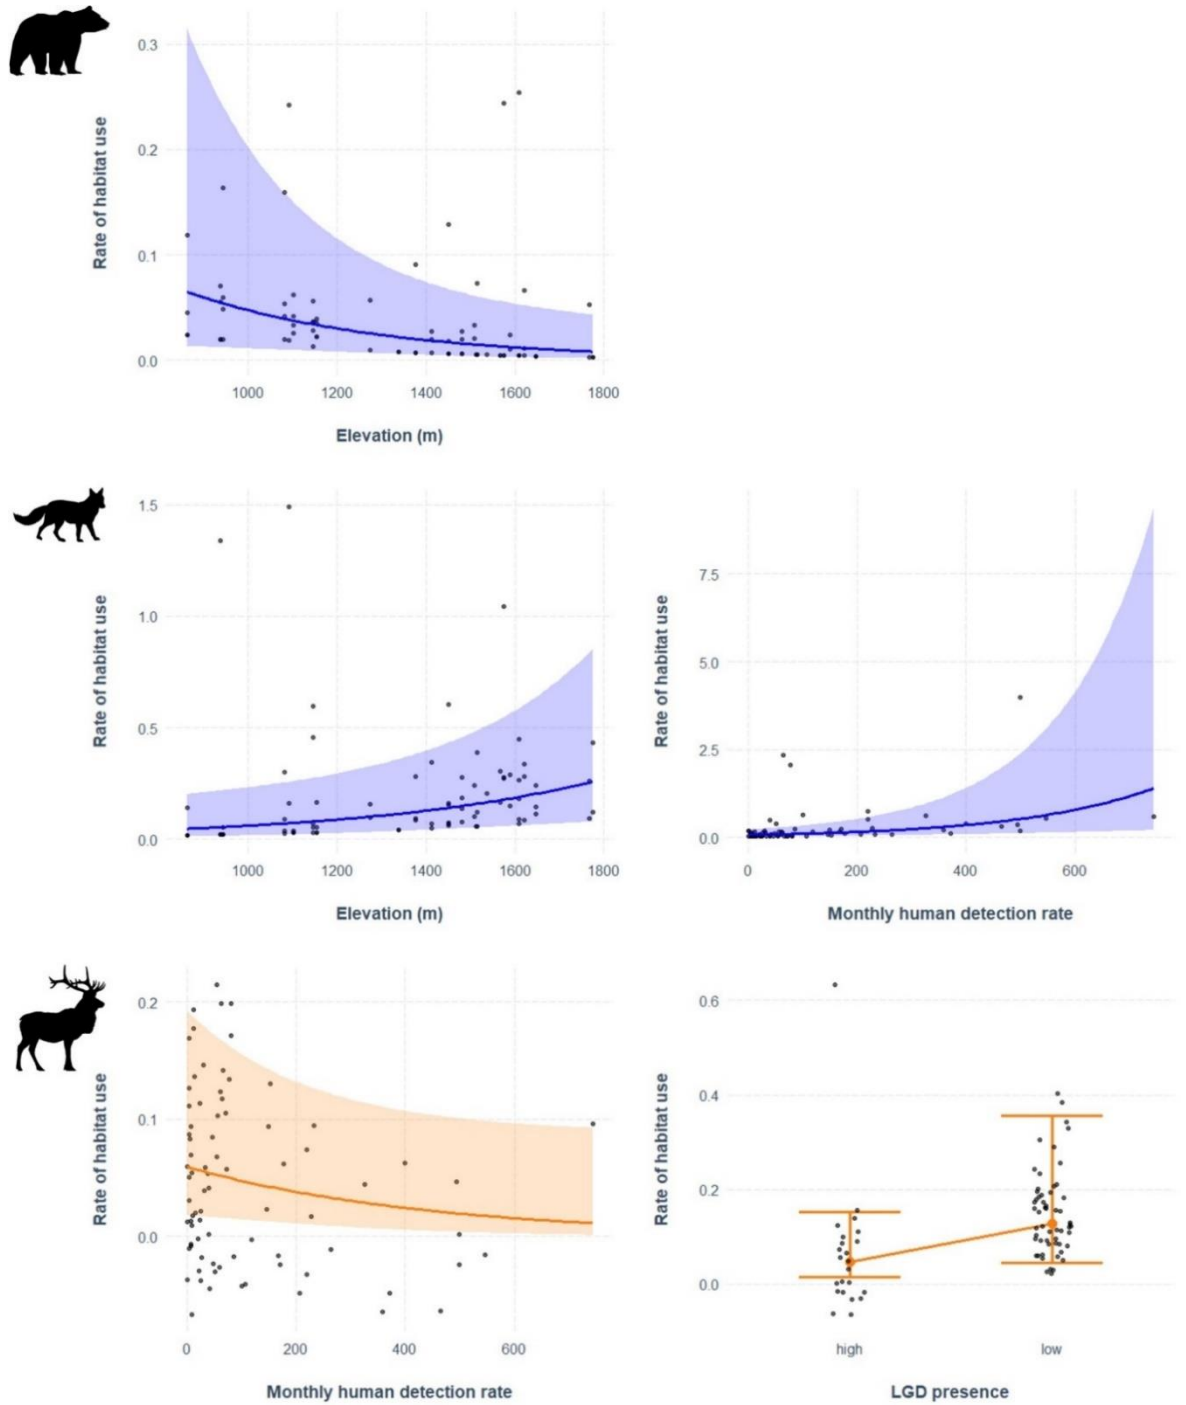 Rate of habitat use
0.3
0.2
0.1
0.0
1000 1200 1400 1600 1800
Elevation (m)
Rate of habitat use
1.5
1.0
0.5
0.0
1000 1200 1400 1600 1800
Elevation (m)
Rate of habitat use
7.5
5.0
2.5
0.0
0 200 400 600
Monthly human detection rate
Rate of habitat use
0.2
0.1
0.0
0 200 400 600
Monthly human detection rate
Rate of habitat use
0.6
0.4
0.2
0.0
high low
LGD presence